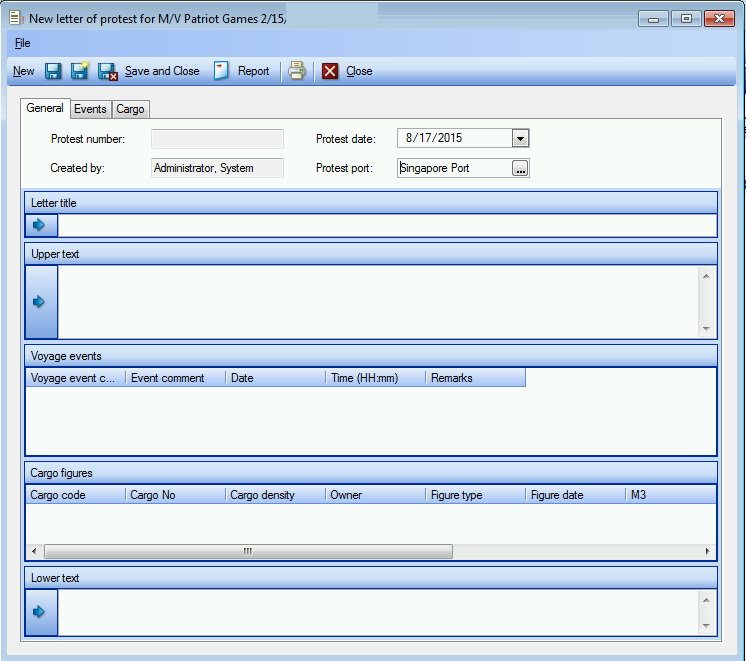 New letter of protest for M/V Patriot Games 2/15/
File
New Save and Close Report Close
General Events Cargo
Protest number: Protest date: 8/17/2015
Created by: Administrator, System Protest port: Singapore Port ...
Letter title
Upper text
Voyage events
Voyage event c... Event comment Date Time (HH:mm) Remarks
Cargo figures
Cargo code Cargo No Cargo density Owner Figure type Figure date M3
Lower text